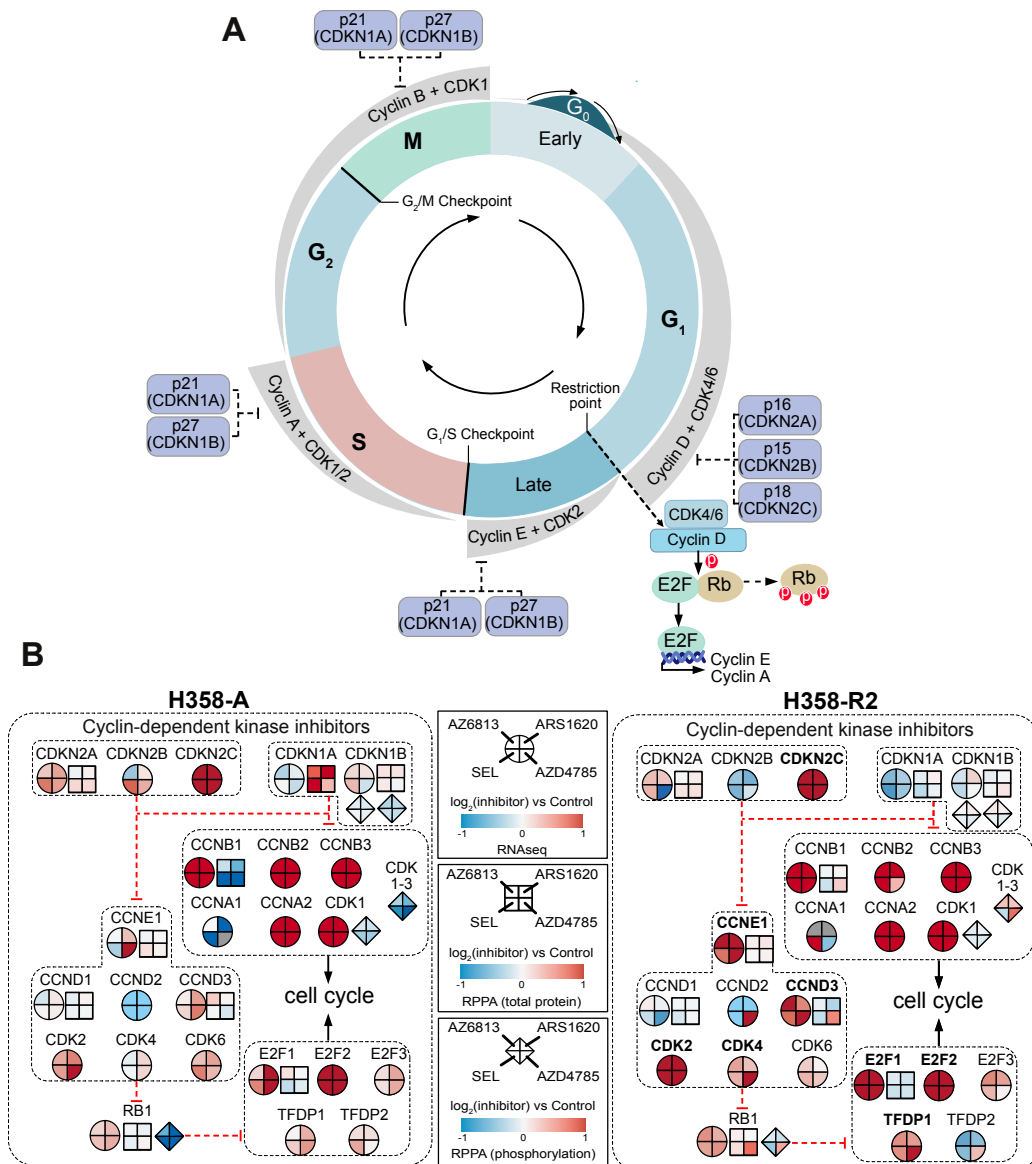 A
p21
(CDKN1A)
p27
(CDKN1B)
Cyclin B + CDK1
G0
Early
M
G2/M Checkpoint
G2
G1
Restriction
point
p21
(CDKN1A)
p27
(CDKN1B)
Cyclin A + CDK1/2
S
G1/S Checkpoint
Late
Cyclin E + CDK2
Cyclin D + CDK4/6
p16
(CDKN2A)
p15
(CDKN2B)
p18
(CDKN2C)
CDK4/6
Cyclin D
p
E2F
Rb
Rb
p
p
p
p21
(CDKN1A)
p27
(CDKN1B)
E2F
Cyclin E
Cyclin A
B
H358-A
Cyclin-dependent kinase inhibitors
CDKN2A
CDKN2B
CDKN2C
CDKN1A
CDKN1B
CCNB1
CCNB2
CCNB3
CDK
1-3
CCNA1
CCNA2
CDK1
CCNE1
CCND1
CCND2
CCND3
cell cycle
CDK2
CDK4
CDK6
E2F1
E2F2
E2F3
RB1
TFDP1
TFDP2
AZ6813
ARS1620
SEL
AZD4785
log2(inhibitor) vs Control
-1
0
1
RNAseq
AZ6813
ARS1620
SEL
AZD4785
log2(inhibitor) vs Control
-1
0
1
RPPA (total protein)
AZ6813
ARS1620
SEL
AZD4785
log2(inhibitor) vs Control
-1
0
1
RPPA (phosphorylation)
H358-R2
Cyclin-dependent kinase inhibitors
CDKN2A
CDKN2B
CDKN2C
CDKN1A
CDKN1B
CCNB1
CCNB2
CCNB3
CDK
1-3
CCNA1
CCNA2
CDK1
CCNE1
CCND1
CCND2
CCND3
cell cycle
CDK2
CDK4
CDK6
E2F1
E2F2
E2F3
RB1
TFDP1
TFDP2